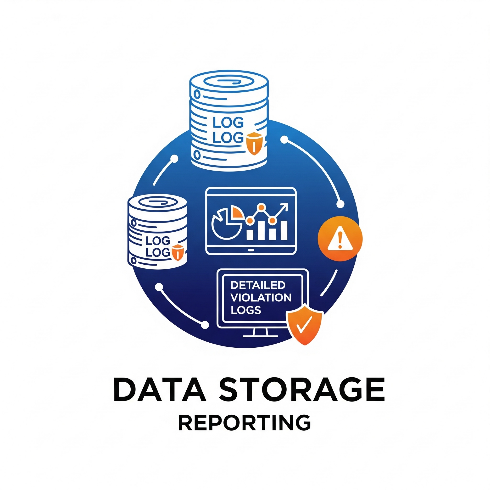 LOG
LOG
LOG
LOG
DETAILED
VIOLATION
LOGS
DATA STORAGE
REPORTING